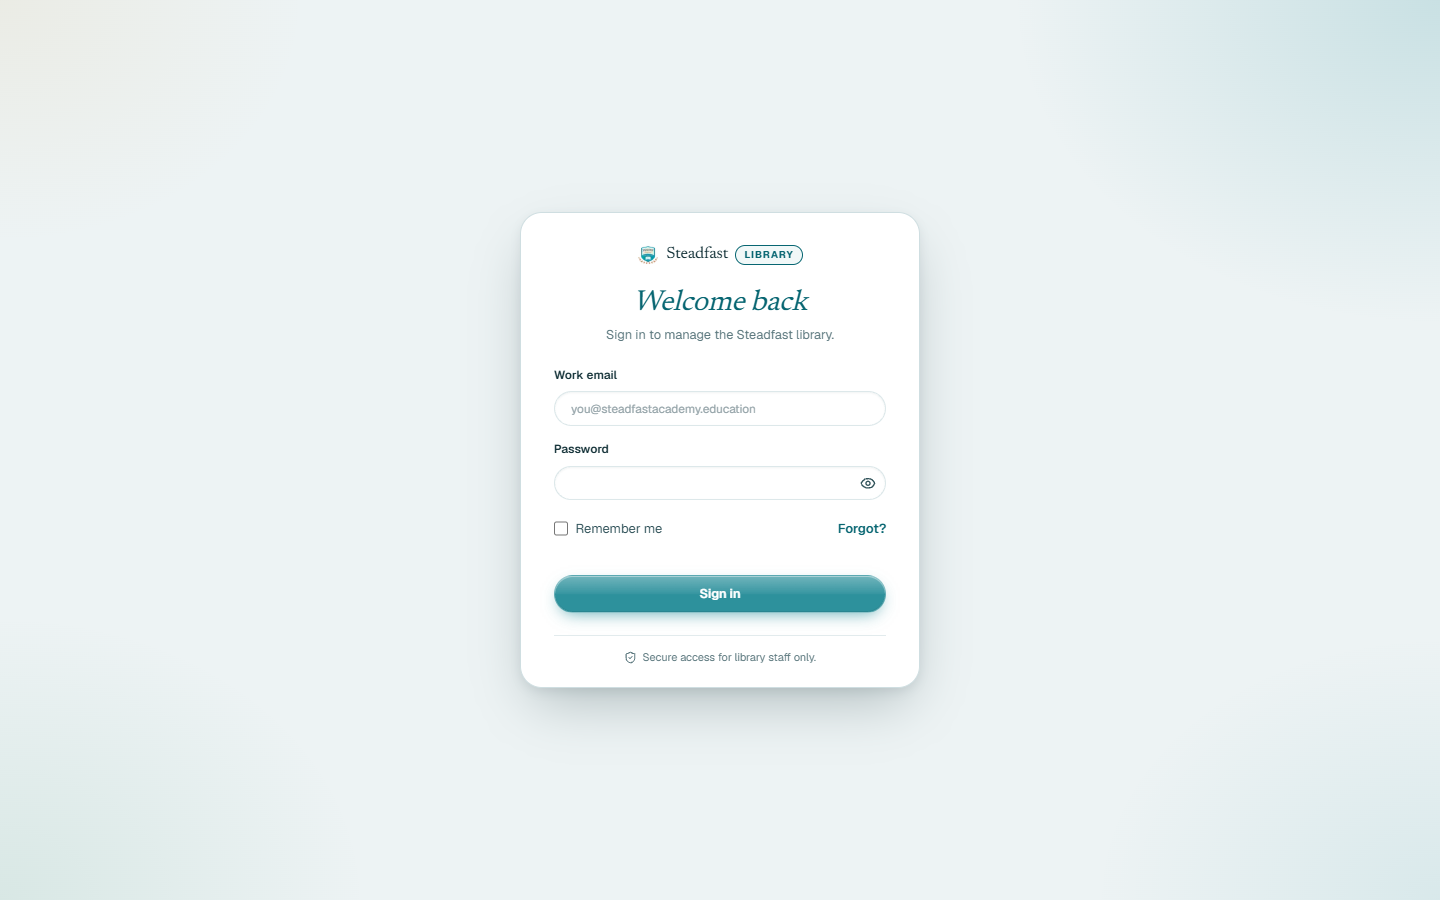 Steadfast LIBRARY
Welcome back
Sign in to manage the Steadfast library.
Work email
you@steadfastacademy.education
Password
Remember me Forgot?
Sign in
Secure access for library staff only.